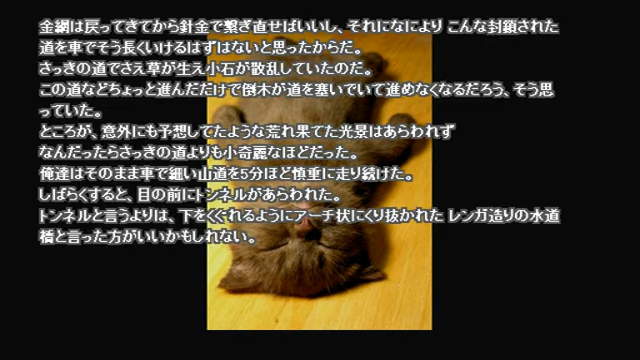 金網は戻ってきてから針金で繋ぎ直せばいいし、それになにより こんな封鎖された
道を車でそう長くいけるはずはないと思ったからだ。
さっきの道でさえ草が生え小石が散乱していたのだ。
この道などちょっと進んだだけで倒木が道を塞いでいて進めなくなるだろう、そう思
っていた。
ところが、意外にも予想してたような荒れ果てた光景はあらわれず
なんだったらさっきの道よりも小奇麗なほどだった。
俺達はそのまま車で細い山道を5分ほど慎重に走り続けた。
しばらくすると、目の前にトンネルがあらわれた。
トンネルと言うよりは、下をくぐれるようにアーチ状にくり抜かれた レンガ造りの水道
橋と言った方がいいかもしれない。